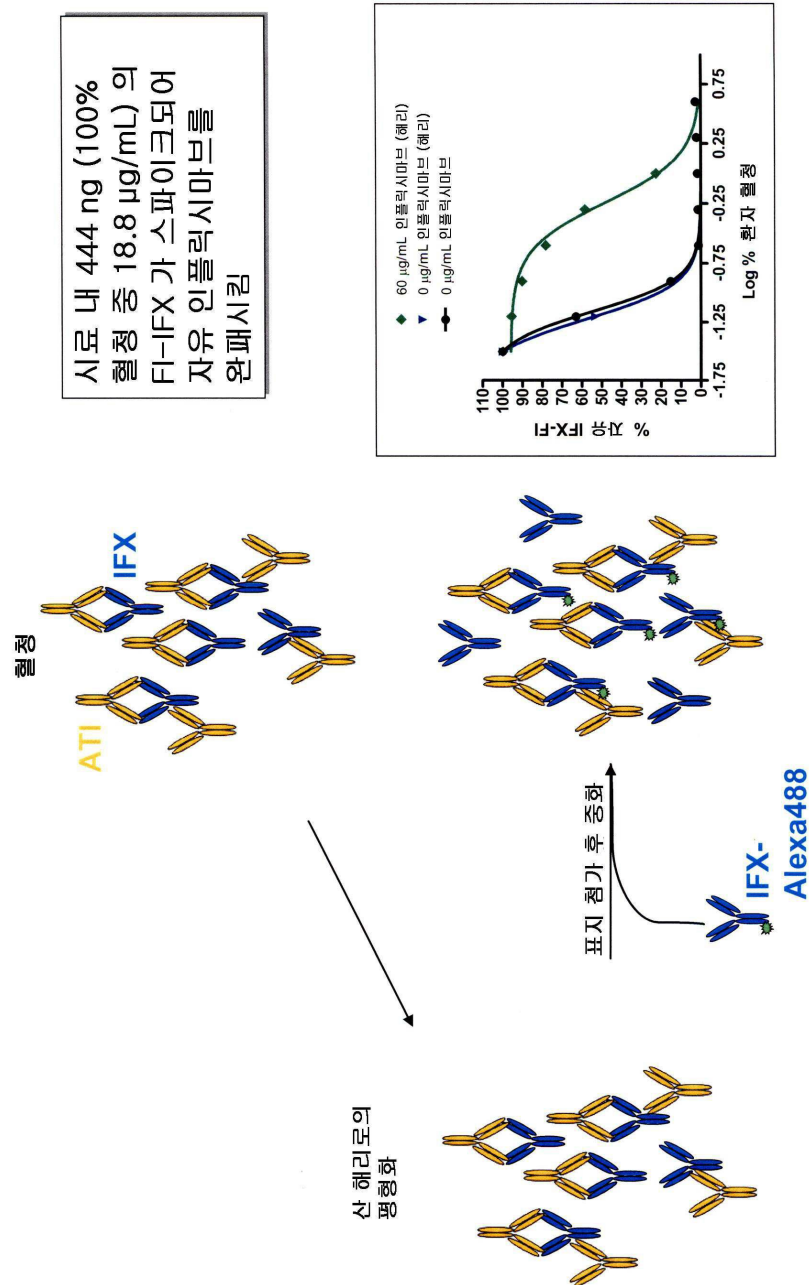 혈청
ATI
IFX
산 해리로의
평형화
표지 첨가 후 중화
IFX-
Alexa488
시료 내 444 ng (100%
혈청 중 18.8 µg/mL) 의
Fl-IFX 가 스파이크되어
자유 인플릭시마브를
완패시킴
60 µg/mL 인플릭시마브 (해리)
0 µg/mL 인플릭시마브 (해리)
0 µg/mL 인플릭시마브
% 자유 IFX-Fl
110
100
90
80
70
60
50
40
30
20
10
0
-1.75
-1.25
-0.75
-0.25
0.25
0.75
Log % 환자 혈청